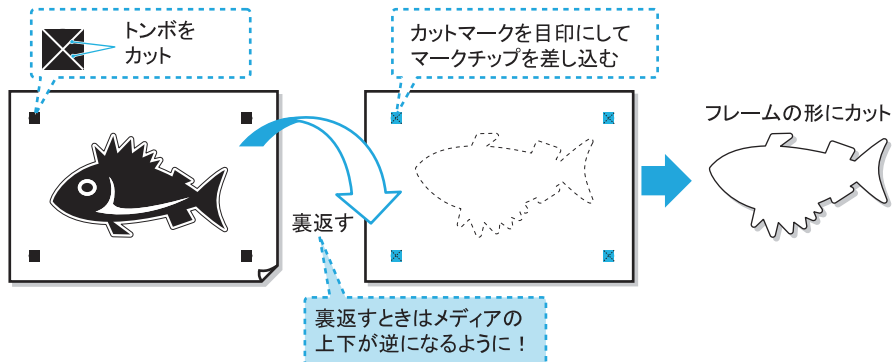 トンボを
カット
カットマークを目印にして
マークチップを差し込む
フレームの形にカット
裏返す
裏返すときはメディアの
上下が逆になるように！